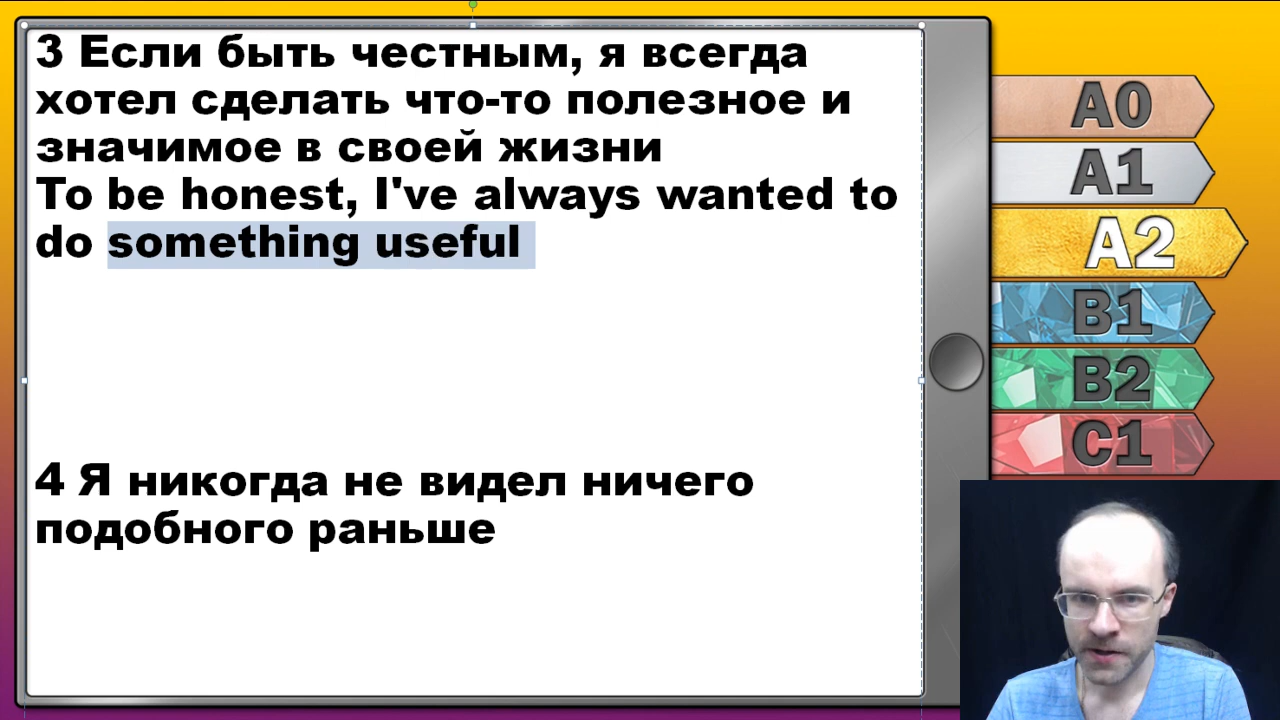 3 Если быть честным, я всегда
хотел сделать что-то полезное и
значимое в своей жизни
To be honest, I've always wanted to
do something useful
4 Я никогда не видел ничего
подобного раньше
A0
A1
A2
B1
B2
C1